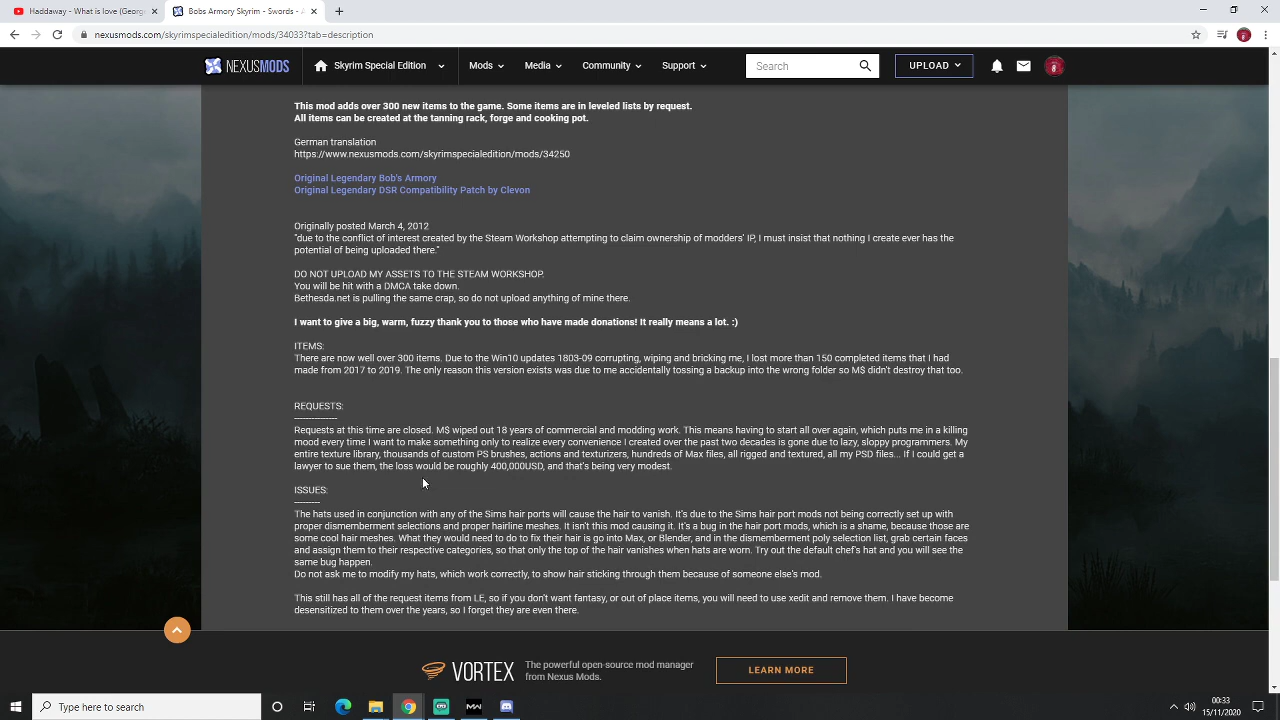 Haddaway - What is love (Georg
Bobs Armory Skyrim - Swords - A
nexusmods.com/skyrimspecialedition/mods/34033?tab=description
NEXUSMODS
Skyrim Special Edition
Mods
Media
Community
Support
Search
UPLOAD
This mod adds over 300 new items to the game. Some items are in leveled lists by request.
All items can be created at the tanning rack, forge and cooking pot.
German translation
https://www.nexusmods.com/skyrimspecialedition/mods/34250
Original Legendary Bob's Armory
Original Legendary DSR Compatibility Patch by Clevon
Originally posted March 4, 2012
"due to the conflict of interest created by the Steam Workshop attempting to claim ownership of modders' IP, I must insist that nothing I create ever has the
potential of being uploaded there."
DO NOT UPLOAD MY ASSETS TO THE STEAM WORKSHOP.
You will be hit with a DMCA take down.
Bethesda.net is pulling the same crap, so do not upload anything of mine there.
I want to give a big, warm, fuzzy thank you to those who have made donations! It really means a lot. :)
ITEMS:
There are now well over 300 items. Due to the Win10 updates 1803-09 corrupting, wiping and bricking me, I lost more than 150 completed items that I had
made from 2017 to 2019. The only reason this version exists was due to me accidentally tossing a backup into the wrong folder so M$ didn't destroy that too.
REQUESTS:
----------------
Requests at this time are closed. M$ wiped out 18 years of commercial and modding work. This means having to start all over again, which puts me in a killing
mood every time I want to make something only to realize every convenience I created over the past two decades is gone due to lazy, sloppy programmers. My
entire texture library, thousands of custom PS brushes, actions and texturizers, hundreds of Max files, all rigged and textured, all my PSD files... If I could get a
lawyer to sue them, the loss would be roughly 400,000USD, and that's being very modest.
ISSUES:
----------
The hats used in conjunction with any of the Sims hair ports will cause the hair to vanish. It's due to the Sims hair port mods not being correctly set up with
proper dismemberment selections and proper hairline meshes. It isn't this mod causing it. It's a bug in the hair port mods, which is a shame, because those are
some cool hair meshes. What they would need to do to fix their hair is go into Max, or Blender, and in the dismemberment poly selection list, grab certain faces
and assign them to their respective categories, so that only the top of the hair vanishes when hats are worn. Try out the default chef's hat and you will see the
same bug happen.
Do not ask me to modify my hats, which work correctly, to show hair sticking through them because of someone else's mod.
This still has all of the request items from LE, so if you don't want fantasy, or out of place items, you will need to use xedit and remove them. I have become
desensitized to them over the years, so I forget they are even there.
VORTEX
The powerful open-source mod manager
from Nexus Mods.
LEARN MORE
Type here to search
00:33
15/11/2020